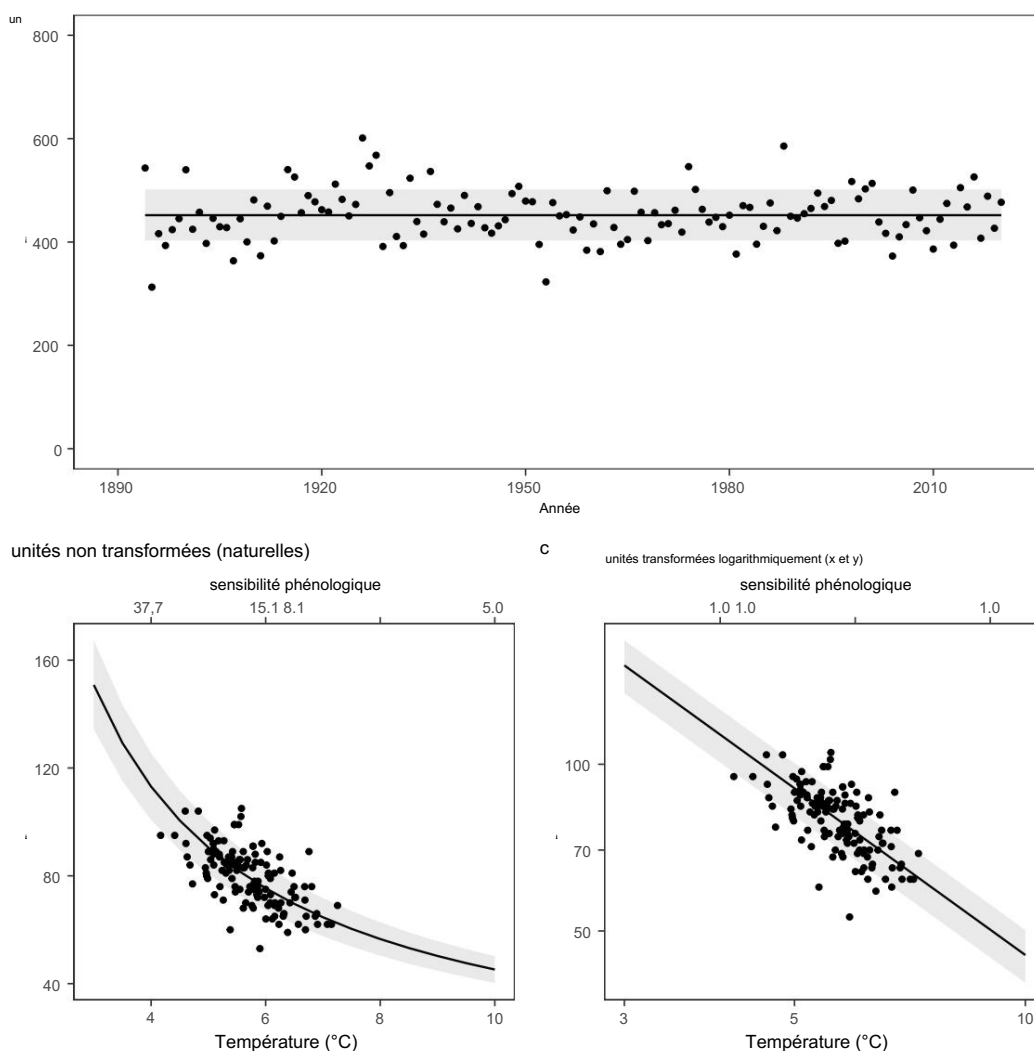 un
800
600
400
200
0
1890 1920 1950 1980 2010
Année
unités non transformées (naturelles)
sensibilité phénologique
37,7 15.1 8.1 5.0
160
120
80
40
4 6 8 10
Température (°C)
c
unités transformées logarithmiquement (x et y)
sensibilité phénologique
1.0 1.0 1.0
100
70
50
3 5 10
Température (°C)